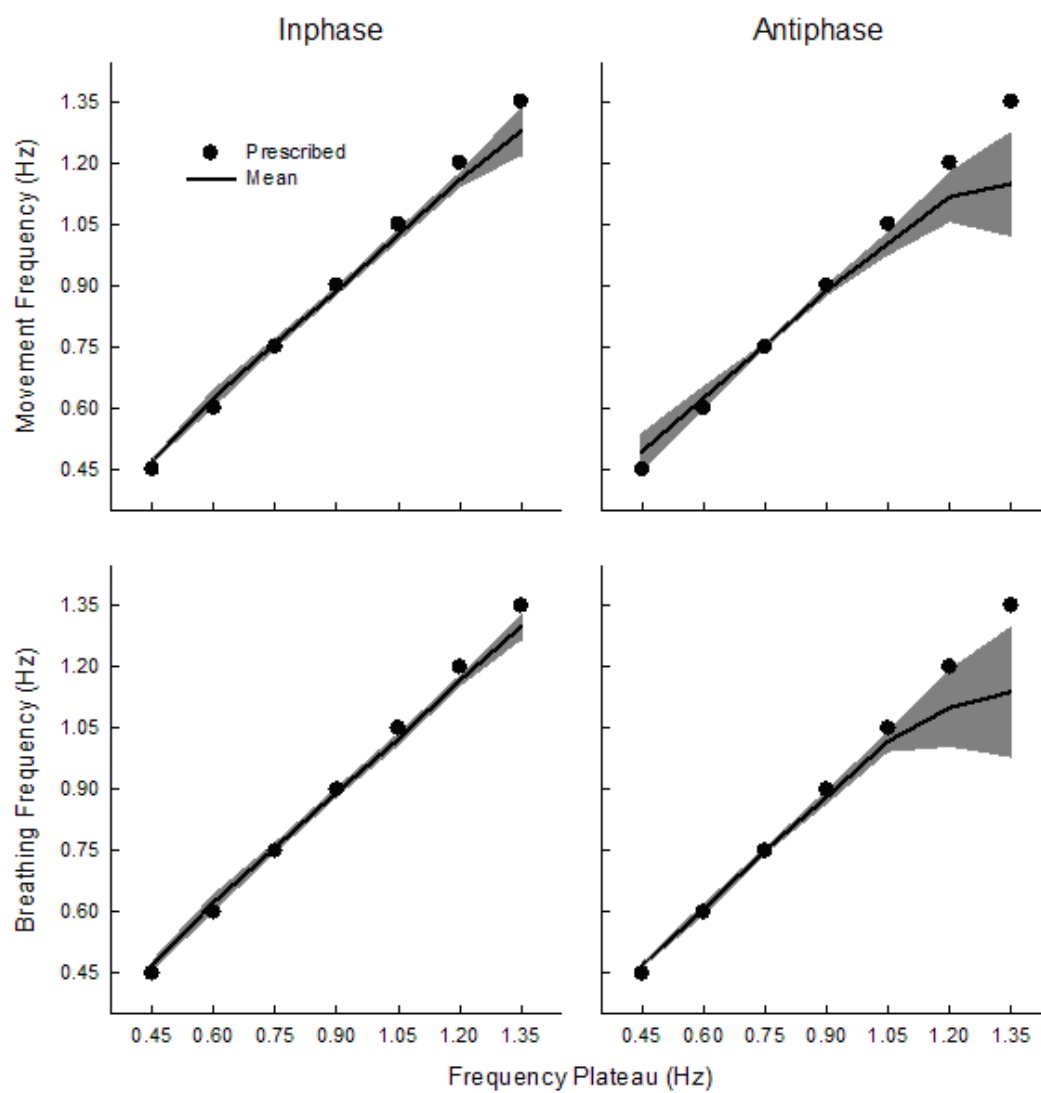 Inphase
Antiphase
Movement Frequency (Hz)
1.35
1.20
1.05
0.90
0.75
0.60
0.45
Prescribed
Mean
Breathing Frequency (Hz)
1.35
1.20
1.05
0.90
0.75
0.60
0.45
0.45 0.60 0.75 0.90 1.05 1.20 1.35
0.45 0.60 0.75 0.90 1.05 1.20 1.35
Frequency Plateau (Hz)